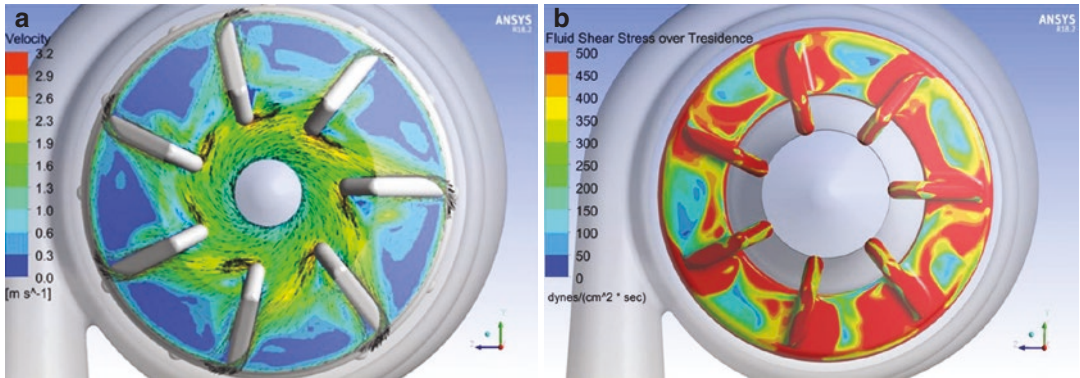 a
ANSYS
R18.2
Velocity
3.2
2.9
2.6
2.2
1.9
1.6
1.3
1.0
0.6
0.3
0.0
[m s^-1]
Y
Z
b
ANSYS
R18.2
Fluid Shear Stress over Tresidence
500
450
400
350
300
250
200
150
100
50
0
dynes/(cm^2 * sec)
Y
Z